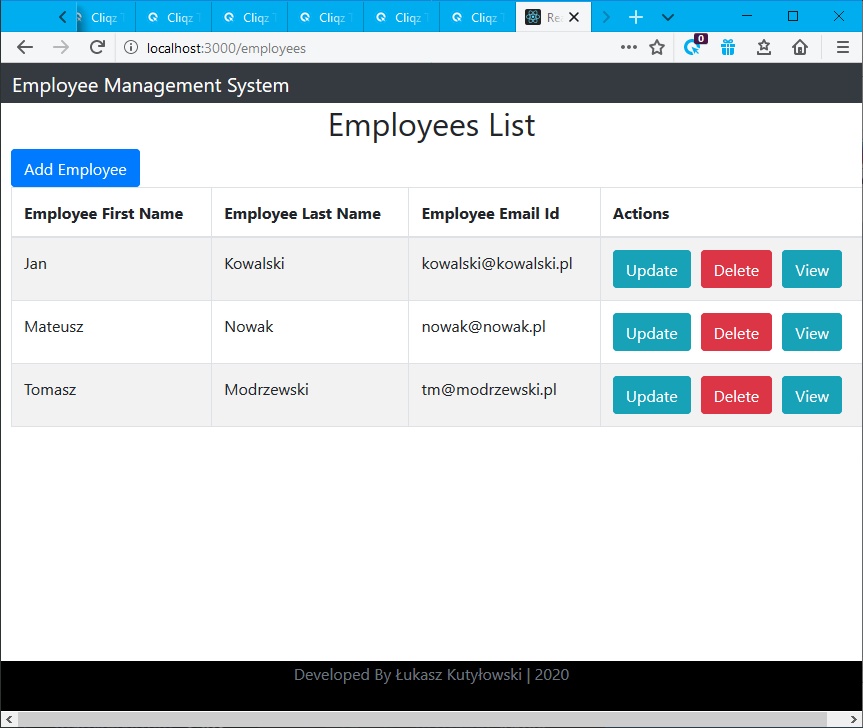 Cliqz Cliqz Cliqz Cliqz Cliqz Cliqz Re
localhost:3000/employees
0
Employee Management System
Employees List
Add Employee
Employee First Name Employee Last Name Employee Email Id Actions
Jan Kowalski kowalski@kowalski.pl Update Delete View
Mateusz Nowak nowak@nowak.pl Update Delete View
Tomasz Modrzewski tm@modrzewski.pl Update Delete View
Developed By Łukasz Kutyłowski | 2020